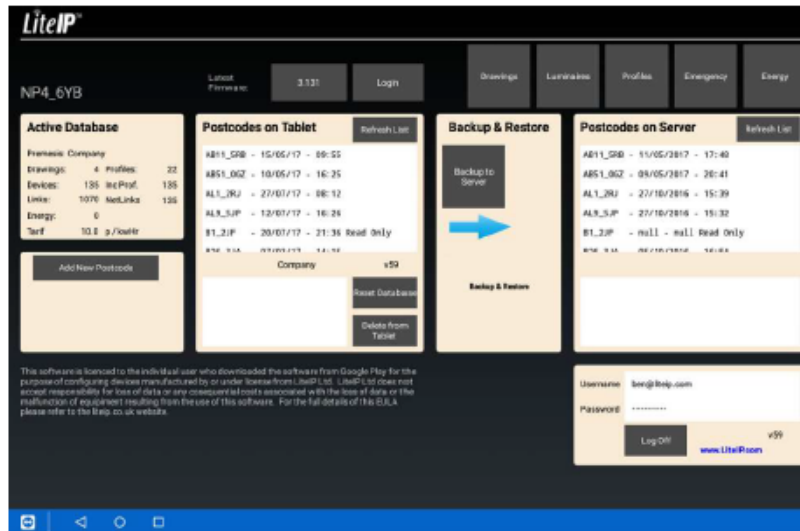 LiteIP™
NP4_6YB
Latest
Firmware:
3.131
Login
Drawings
Luminaires
Profiles
Emergency
Energy
Active Database
Premesis: Company
Drawings: 4 Profiles: 22
Devices: 135 Inc Prof. 135
Links: 1070 NetLinks 135
Energy: 0
Tarif 10.0 p/kwHr
Add New Postcode
Postcodes on Tablet
Refresh List
AB11_5RB - 15/05/17 - 09:55
AB51_0GZ - 10/05/17 - 16:25
AL1_2RJ - 27/07/17 - 08:12
AL9_5JP - 12/07/17 - 16:26
B1_2JP - 20/07/17 - 21:36 Read Only
Company v59
Reset Database
Delete from
Tablet
Backup & Restore
Backup to
Server
Backup & Restore
Postcodes on Server
Refresh List
AB11_5RB - 11/05/2017 - 17:40
AB51_0GZ - 09/05/2017 - 20:41
AL1_2RJ - 27/10/2016 - 15:39
AL9_5JP - 27/10/2016 - 15:32
B1_2JP - null - null Read Only
This software is licenced to the individual user who downloaded the software from Google Play for the
purpose of configuring devices manufactured by or under license from LiteIP Ltd. LiteIP Ltd does not
accept responsibility for loss of data or any cosequential costs associated with the loss of data or the
malfunction of equipment resulting from the use of this software. For the full details of this EULA
please refer to the liteip.co.uk website.
Username ben@liteip.com
Password ----------
Log Off
v59
www.LiteIP.com